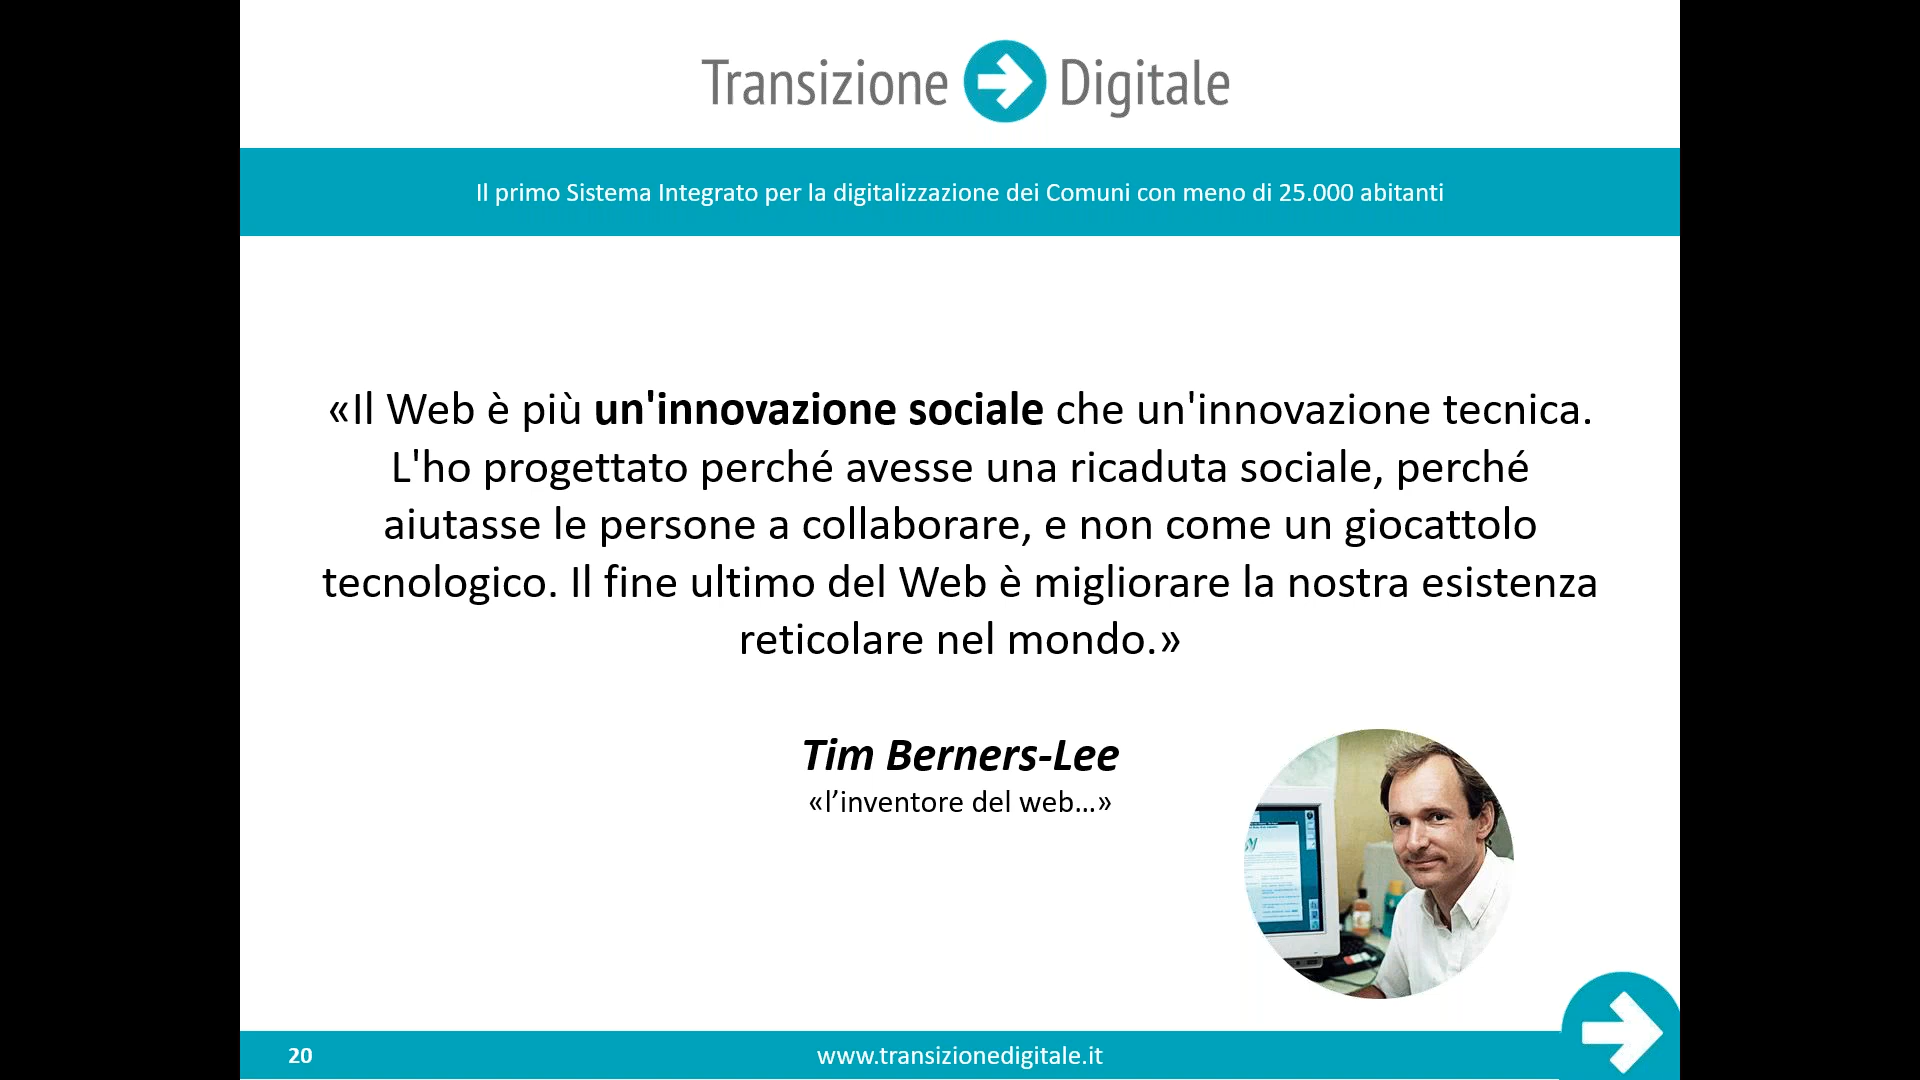 Transizione Digitale
Il primo Sistema Integrato per la digitalizzazione dei Comuni con meno di 25.000 abitanti
«Il Web è più un'innovazione sociale che un'innovazione tecnica.
L'ho progettato perché avesse una ricaduta sociale, perché
aiutasse le persone a collaborare, e non come un giocattolo
tecnologico. Il fine ultimo del Web è migliorare la nostra esistenza
reticolare nel mondo.»
Tim Berners-Lee
«l’inventore del web…»
20
www.transizionedigitale.it